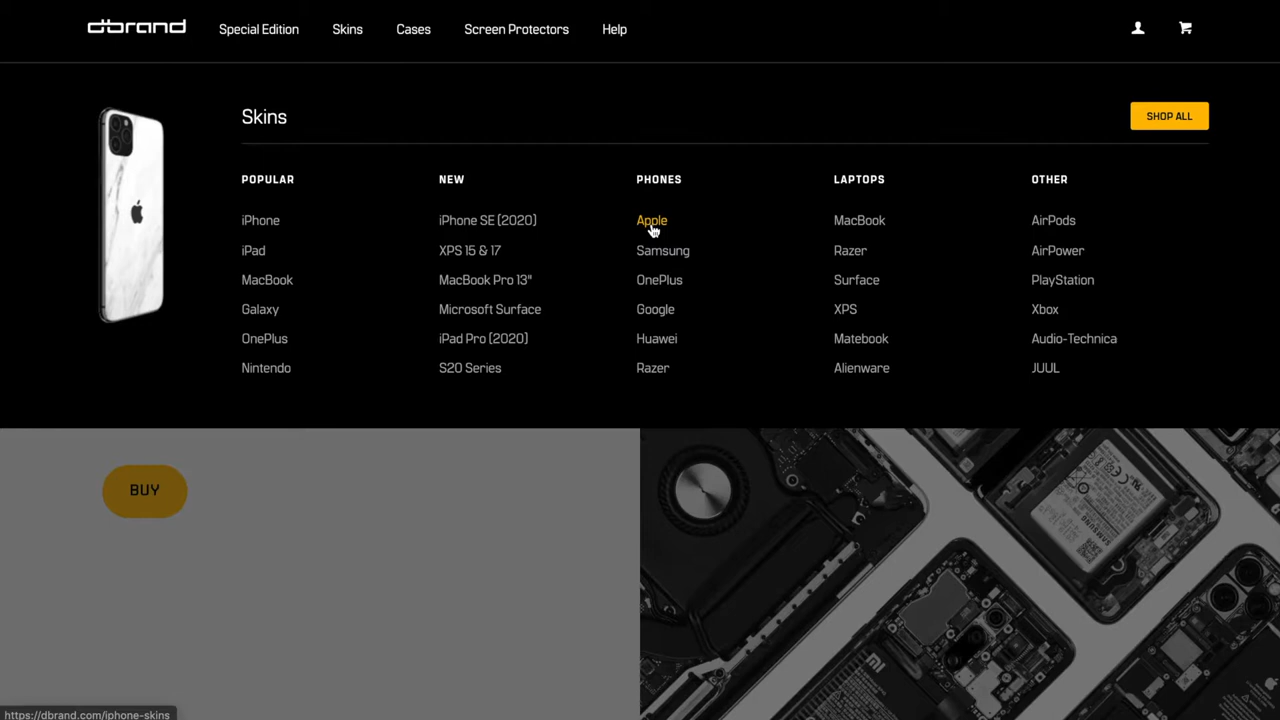 dbrand Special Edition Skins Cases Screen Protectors Help
Skins
SHOP ALL
POPULAR NEW PHONES LAPTOPS OTHER
iPhone iPhone SE (2020) Apple MacBook AirPods
iPad XPS 15 & 17 Samsung Razer AirPower
MacBook MacBook Pro 13" OnePlus Surface PlayStation
Galaxy Microsoft Surface Google XPS Xbox
OnePlus iPad Pro (2020) Huawei Matebook Audio-Technica
Nintendo S20 Series Razer Alienware JUUL
BUY
SAMSUNG
https://dbrand.com/iphone-skins